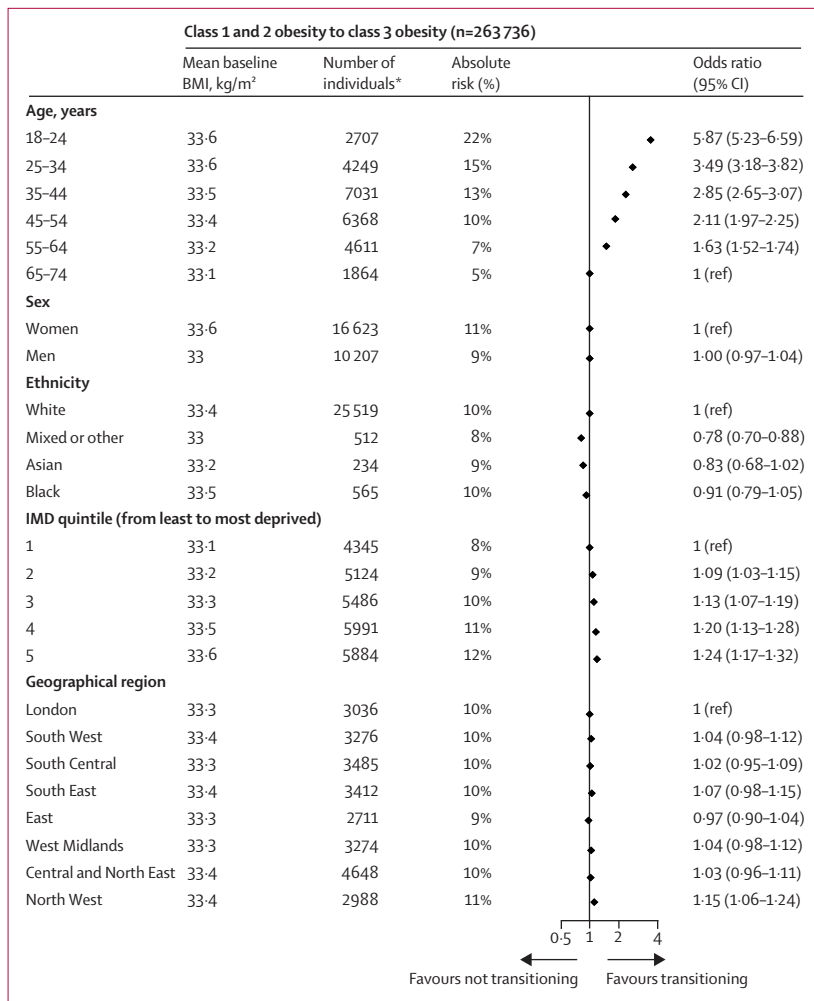 Class 1 and 2 obesity to class 3 obesity (n=263 736)
Mean baseline BMI, kg/m² Number of individuals* Absolute risk (%) Odds ratio (95% CI)
Age, years
18–24 33·6 2707 22% 5·87 (5·23–6·59)
25–34 33·6 4249 15% 3·49 (3·18–3·82)
35–44 33·5 7031 13% 2·85 (2·65–3·07)
45–54 33·4 6368 10% 2·11 (1·97–2·25)
55–64 33·2 4611 7% 1·63 (1·52–1·74)
65–74 33·1 1864 5% 1 (ref)
Sex
Women 33·6 16 623 11% 1 (ref)
Men 33 10 207 9% 1·00 (0·97–1·04)
Ethnicity
White 33·4 25 519 10% 1 (ref)
Mixed or other 33 512 8% 0·78 (0·70–0·88)
Asian 33·2 234 9% 0·83 (0·68–1·02)
Black 33·5 565 10% 0·91 (0·79–1·05)
IMD quintile (from least to most deprived)
1 33·1 4345 8% 1 (ref)
2 33·2 5124 9% 1·09 (1·03–1·15)
3 33·3 5486 10% 1·13 (1·07–1·19)
4 33·5 5991 11% 1·20 (1·13–1·28)
5 33·6 5884 12% 1·24 (1·17–1·32)
Geographical region
London 33·3 3036 10% 1 (ref)
South West 33·4 3276 10% 1·04 (0·98–1·12)
South Central 33·3 3485 10% 1·02 (0·95–1·09)
South East 33·4 3412 10% 1·07 (0·98–1·15)
East 33·3 2711 9% 0·97 (0·90–1·04)
West Midlands 33·3 3274 10% 1·04 (0·98–1·12)
Central and North East 33·4 4648 10% 1·03 (0·96–1·11)
North West 33·4 2988 11% 1·15 (1·06–1·24)
0·5 1 2 4
Favours not transitioning Favours transitioning